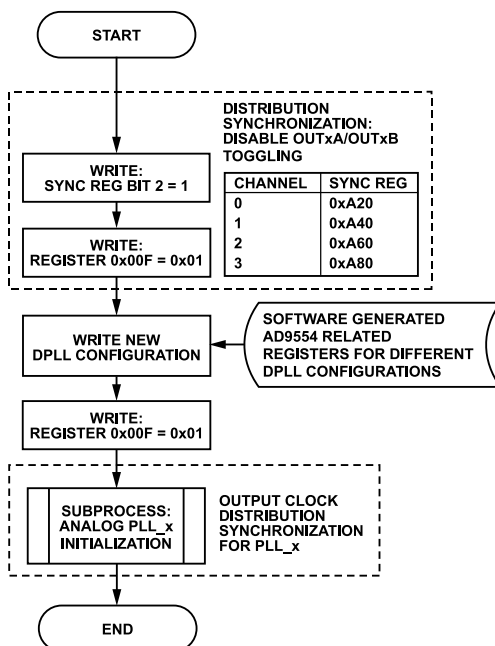 START
DISTRIBUTION
SYNCHRONIZATION:
DISABLE OUTxA/OUTxB
TOGGLING
WRITE:
SYNC REG BIT 2 = 1
CHANNEL SYNC REG
0 0xA20
1 0xA40
2 0xA60
3 0xA80
WRITE:
REGISTER 0x00F = 0x01
WRITE NEW
DPLL CONFIGURATION
SOFTWARE GENERATED
AD9554 RELATED
REGISTERS FOR DIFFERENT
DPLL CONFIGURATIONS
WRITE:
REGISTER 0x00F = 0x01
SUBPROCESS:
ANALOG PLL_x
INITIALIZATION
OUTPUT CLOCK
DISTRIBUTION
SYNCHRONIZATION
FOR PLL_x
END